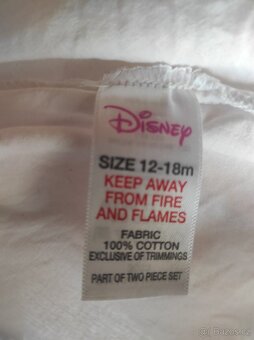 Disney
SIZE 12-18m
KEEP AWAY
FROM FIRE
AND FLAMES
FABRIC
100% COTTON
EXCLUSIVE OF TRIMMINGS
PART OF TWO PIECE SET